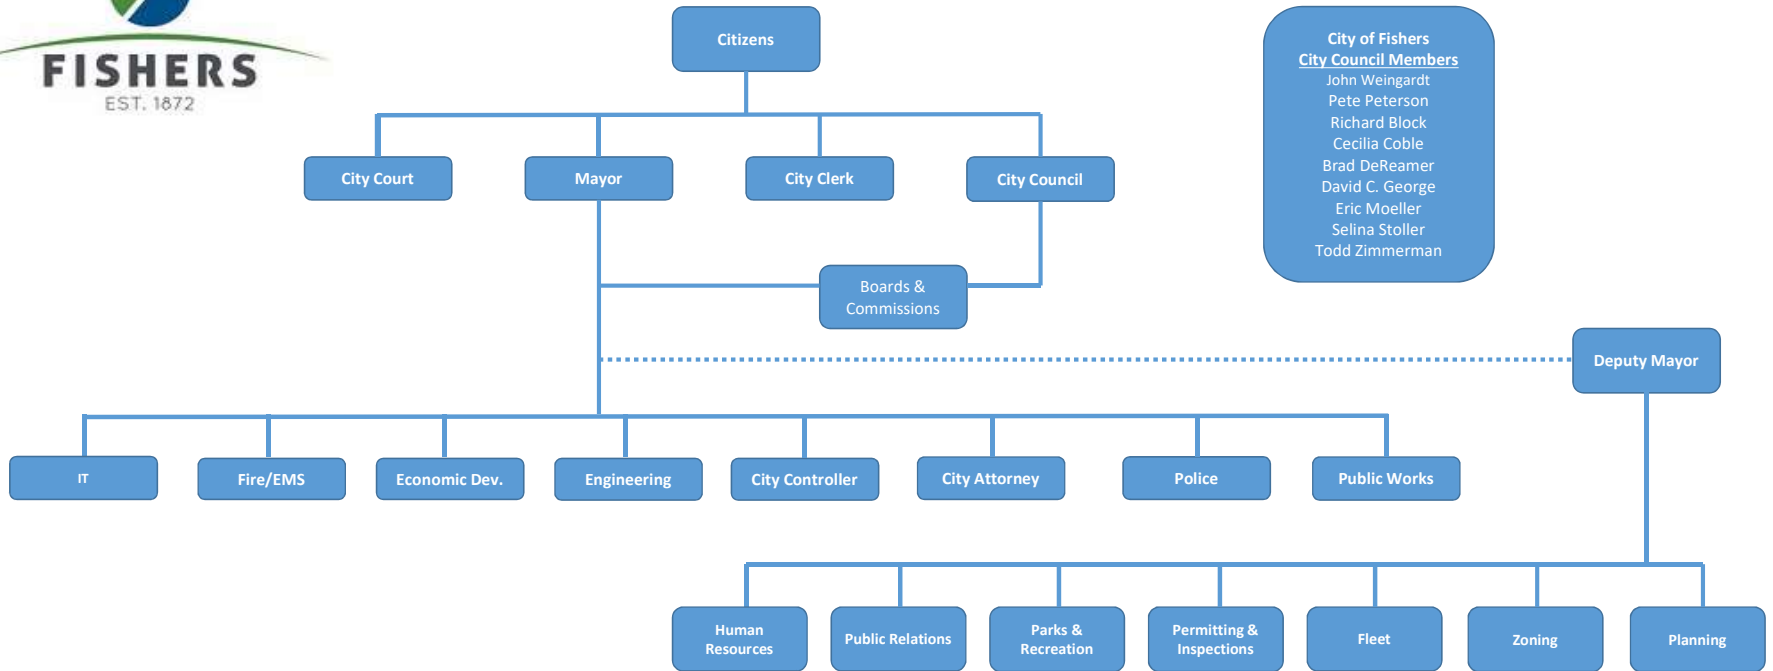 FISHERS
EST. 1872
Citizens
City of Fishers
City Council Members
John Weingardt
Pete Peterson
Richard Block
Cecilia Coble
Brad DeReamer
David C. George
Eric Moeller
Selina Stoller
Todd Zimmerman
City Court
Mayor
City Clerk
City Council
Boards &
Commissions
Deputy Mayor
IT
Fire/EMS
Economic Dev.
Engineering
City Controller
City Attorney
Police
Public Works
Human
Resources
Public Relations
Parks &
Recreation
Permitting &
Inspections
Fleet
Zoning
Planning